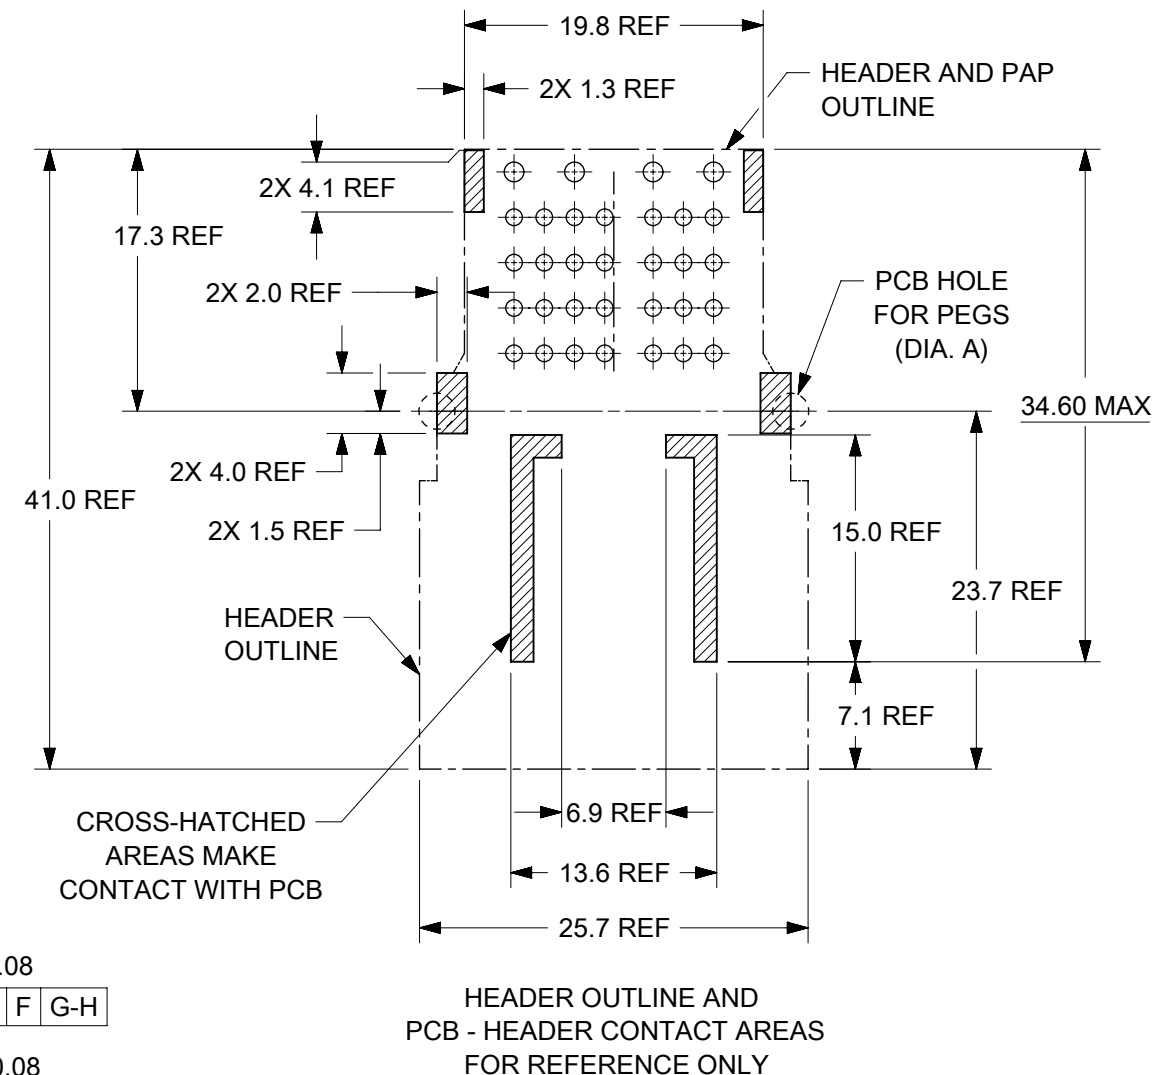 19.8 REF
2X 1.3 REF
HEADER AND PAP
OUTLINE
2X 4.1 REF
17.3 REF
2X 2.0 REF
PCB HOLE
FOR PEGS
(DIA. A)
34.60 MAX
2X 4.0 REF
41.0 REF
2X 1.5 REF
15.0 REF
23.7 REF
HEADER
OUTLINE
7.1 REF
6.9 REF
CROSS-HATCHED
AREAS MAKE
CONTACT WITH PCB
13.6 REF
25.7 REF
.08
F G-H
0.08
HEADER OUTLINE AND
PCB - HEADER CONTACT AREAS
FOR REFERENCE ONLY